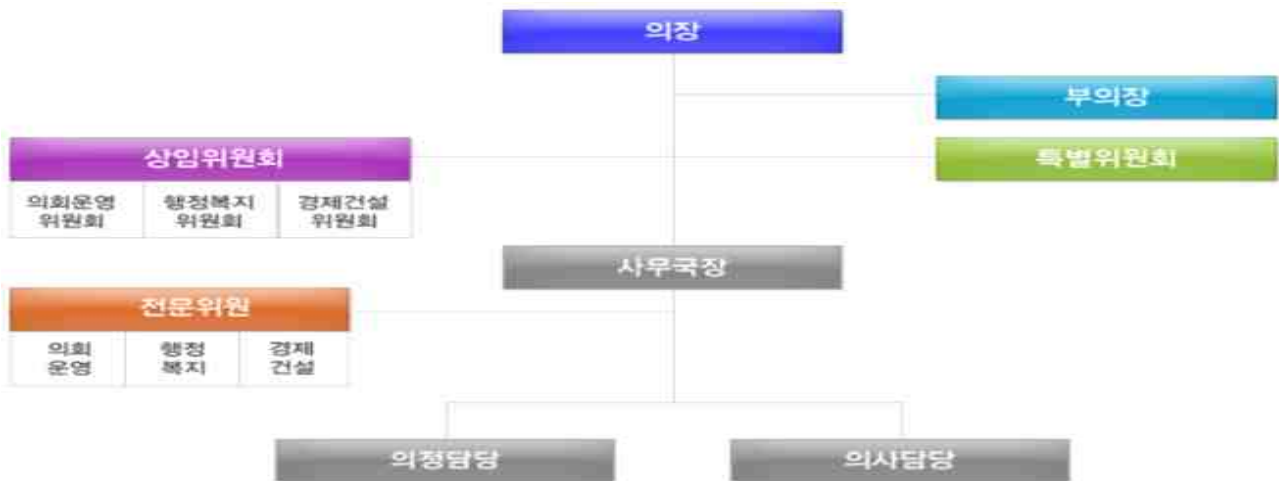 의장
부의장
상임위원회
특별위원회
의회운영 행정복지 경제건설
위원회 위원회 위원회
사무국장
전문위원
의회 행정 경제
운영 복지 건설
의정담당 의사담당